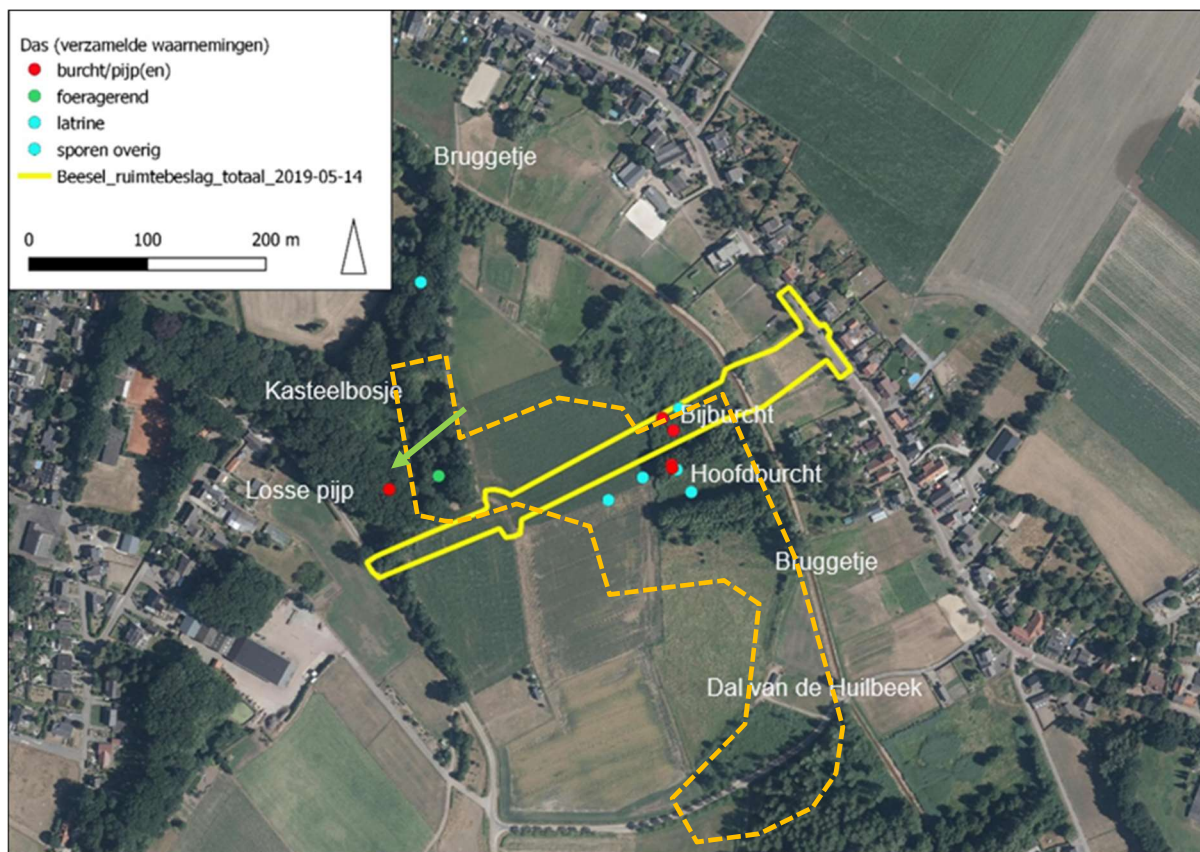 Das (verzamelde waarnemingen)
burcht/pijp(en)
foeragerend
latrine
sporen overig
Beesel_ruimtebeslag_totaal_2019-05-14
0 100 200 m
Bruggetje
Kasteelbosje
Bijburcht
Losse pijp
Hoofdburcht
Bruggetje
Dal van de Huilbeek